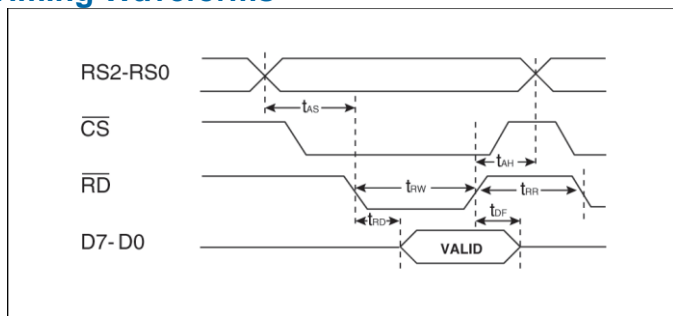 Timing Waveforms
RS2-RS0
tAS
CS
tAH
RD
tRW
tRR
tRD
tDF
D7-D0
VALID